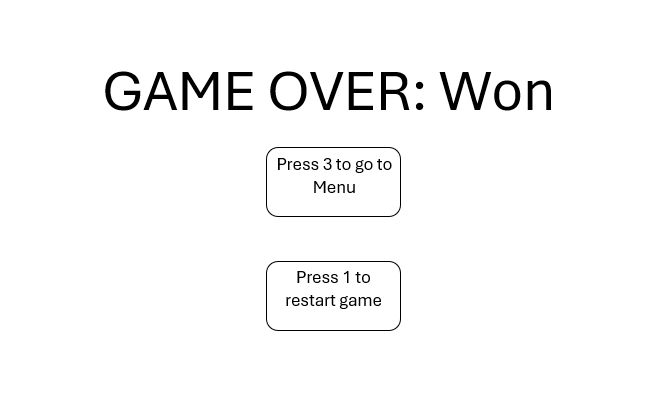 GAME OVER: Won
Press 3 to go to
Menu
Press 1 to
restart game